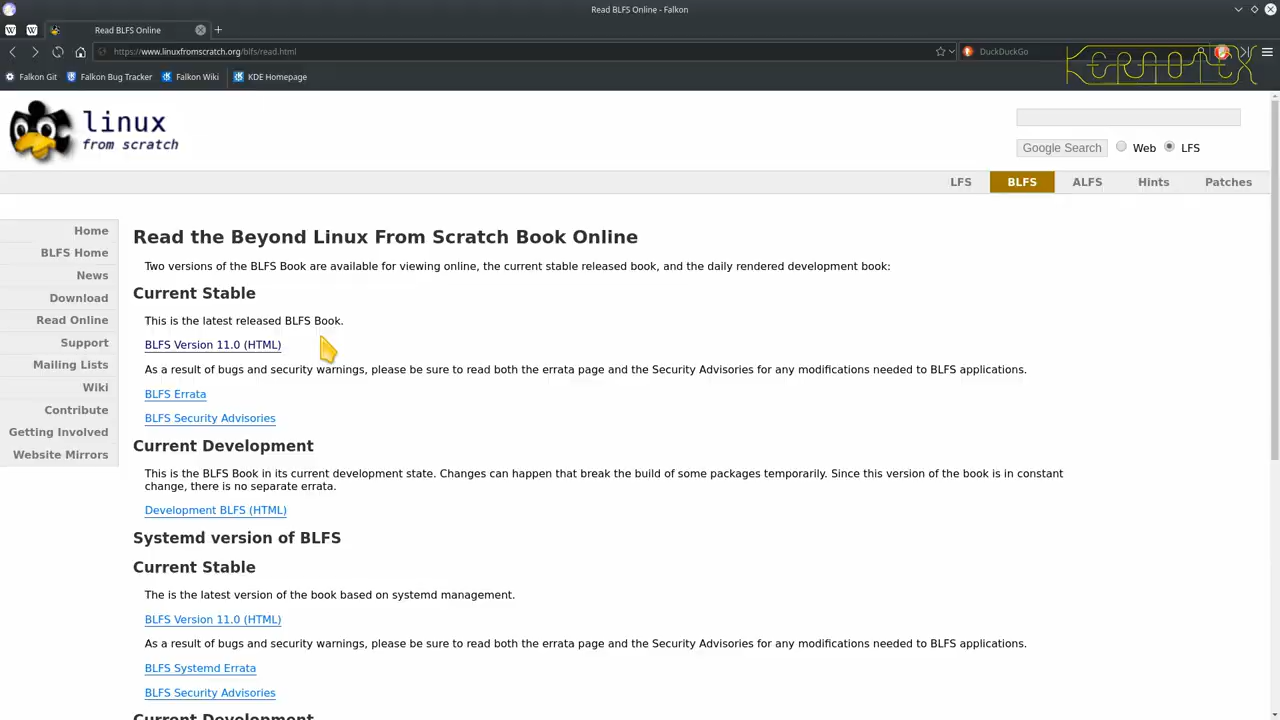 Read BLFS Online - Falkon
W
W
Read BLFS Online
https://www.linuxfromscratch.org/blfs/read.html
DuckDuckGo
KERNOTEX
Falkon Git
Falkon Bug Tracker
Falkon Wiki
KDE Homepage
linux
from scratch
Google Search
Web
LFS
LFS
BLFS
ALFS
Hints
Patches
Home
BLFS Home
News
Download
Read Online
Support
Mailing Lists
Wiki
Contribute
Getting Involved
Website Mirrors
Read the Beyond Linux From Scratch Book Online
Two versions of the BLFS Book are available for viewing online, the current stable released book, and the daily rendered development book:
Current Stable
This is the latest released BLFS Book.
BLFS Version 11.0 (HTML)
As a result of bugs and security warnings, please be sure to read both the errata page and the Security Advisories for any modifications needed to BLFS applications.
BLFS Errata
BLFS Security Advisories
Current Development
This is the BLFS Book in its current development state. Changes can happen that break the build of some packages temporarily. Since this version of the book is in constant
change, there is no separate errata.
Development BLFS (HTML)
Systemd version of BLFS
Current Stable
The is the latest version of the book based on systemd management.
BLFS Version 11.0 (HTML)
As a result of bugs and security warnings, please be sure to read both the errata page and the Security Advisories for any modifications needed to BLFS applications.
BLFS Systemd Errata
BLFS Security Advisories
Current Development